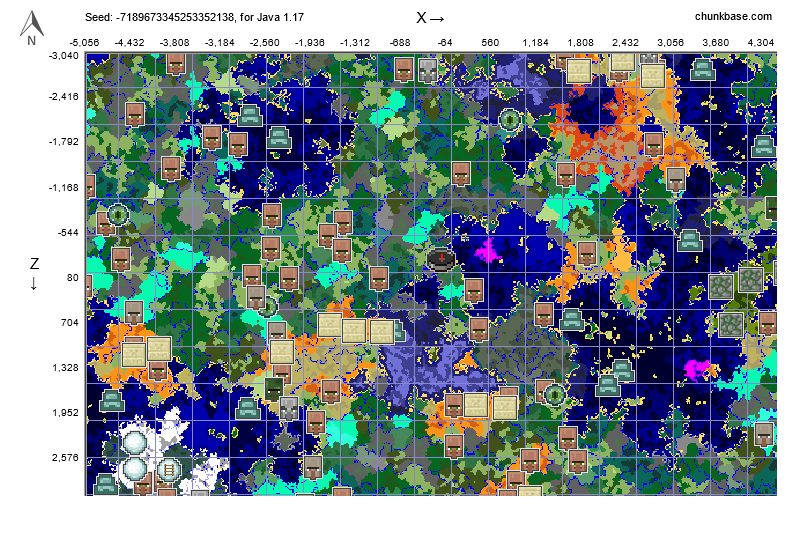 Seed: -7189673345253352138, for Java 1.17
X→
chunkbase.com
N
-5,056 -4,432 -3,808 -2,560 -1,936 -1,312 -688 -64 560 1,184 1,808 2,432 3,056 3,680 4,304
-3,040
-2,416
-1,792
-1,168
-544
Z
↓
80
704
1,328
1,952
2,576